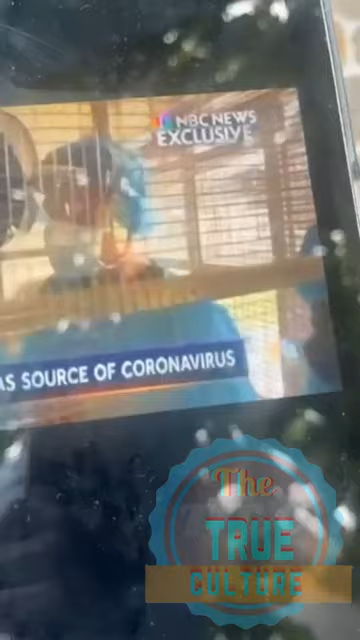 NBC NEWS
EXCLUSIVE
AS SOURCE OF CORONAVIRUS
The
TRUE
CULTURE